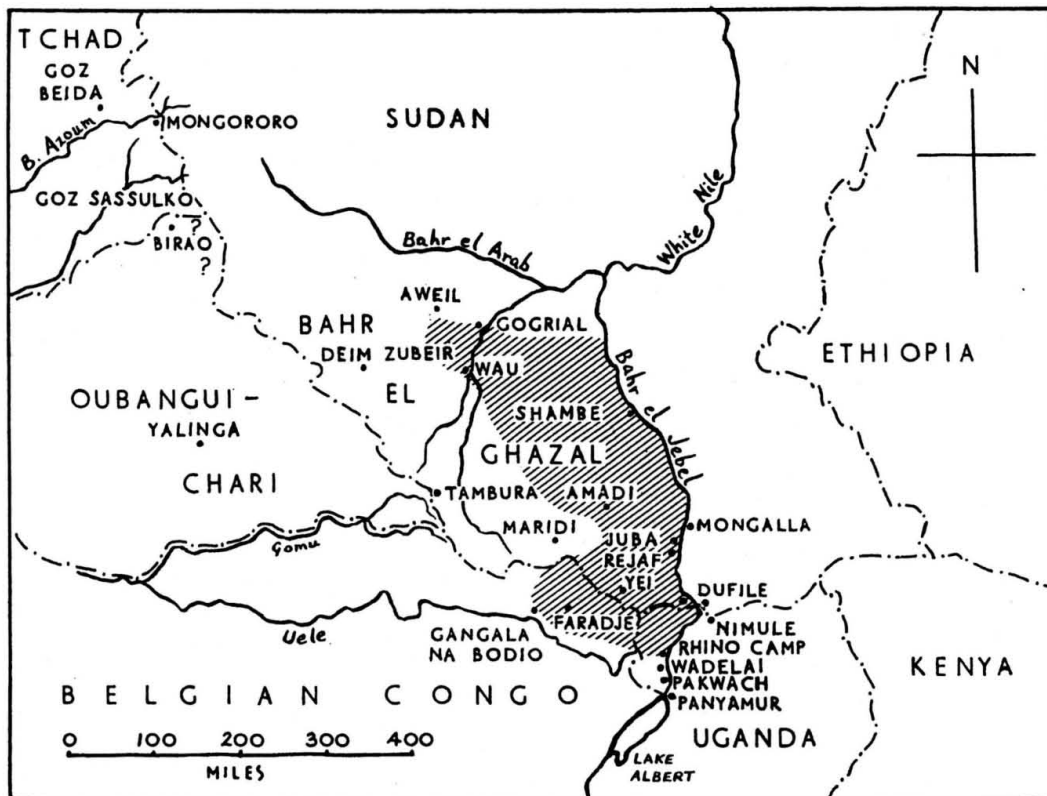 TCHAD
GOZ
BEIDA
MONGORORO
B. Azoum
GOZ SASSULKO
?
BIRAO
?
SUDAN
N
Bahr el Arab
White Nile
AWEIL
GOGRIAL
BAHR
DEIM ZUBEIR
WAU
EL
ETHIOPIA
OUBANGUI-
YALINGA
CHARI
SHAMBE
Bahr el Jebel
GHAZAL
TAMBURA
AMADI
MARIDI
MONGALLA
JUBA
REJAF
YEI
Gomu
Uele
DUFILE
NIMULE
FARADJE
GANGALA
NA BODIO
RHINO CAMP
WADELAI
PAKWACH
PANYAMUR
KENYA
BELGIAN CONGO
UGANDA
LAKE
ALBERT
0 100 200 300 400
MILES